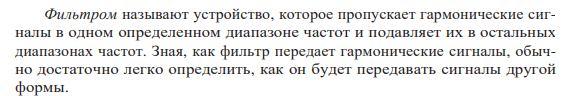 Фильтром называют устройство, которое пропускает гармонические сиг-
налы в одном определенном диапазоне частот и подавляет их в остальных
диапазонах частот. Зная, как фильтр передает гармонические сигналы, обыч-
но достаточно легко определить, как он будет передавать сигналы другой
формы.